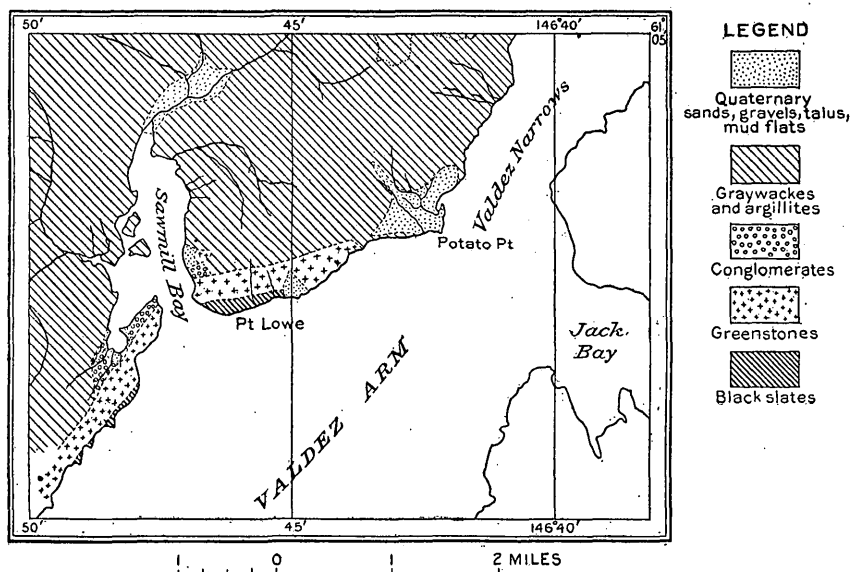 50'
45'
146°40'
61°
05'
Valdez Narrows
Sawmill Bay
Potato Pt
Pt Lowe
Jack
Bay
VALDEZ ARM
50'
45'
146°40'
1 0 1 2 MILES
LEGEND
Quaternary
sands, gravels, talus,
mud flats
Graywackes
and argillites
Conglomerates
Greenstones
Black slates